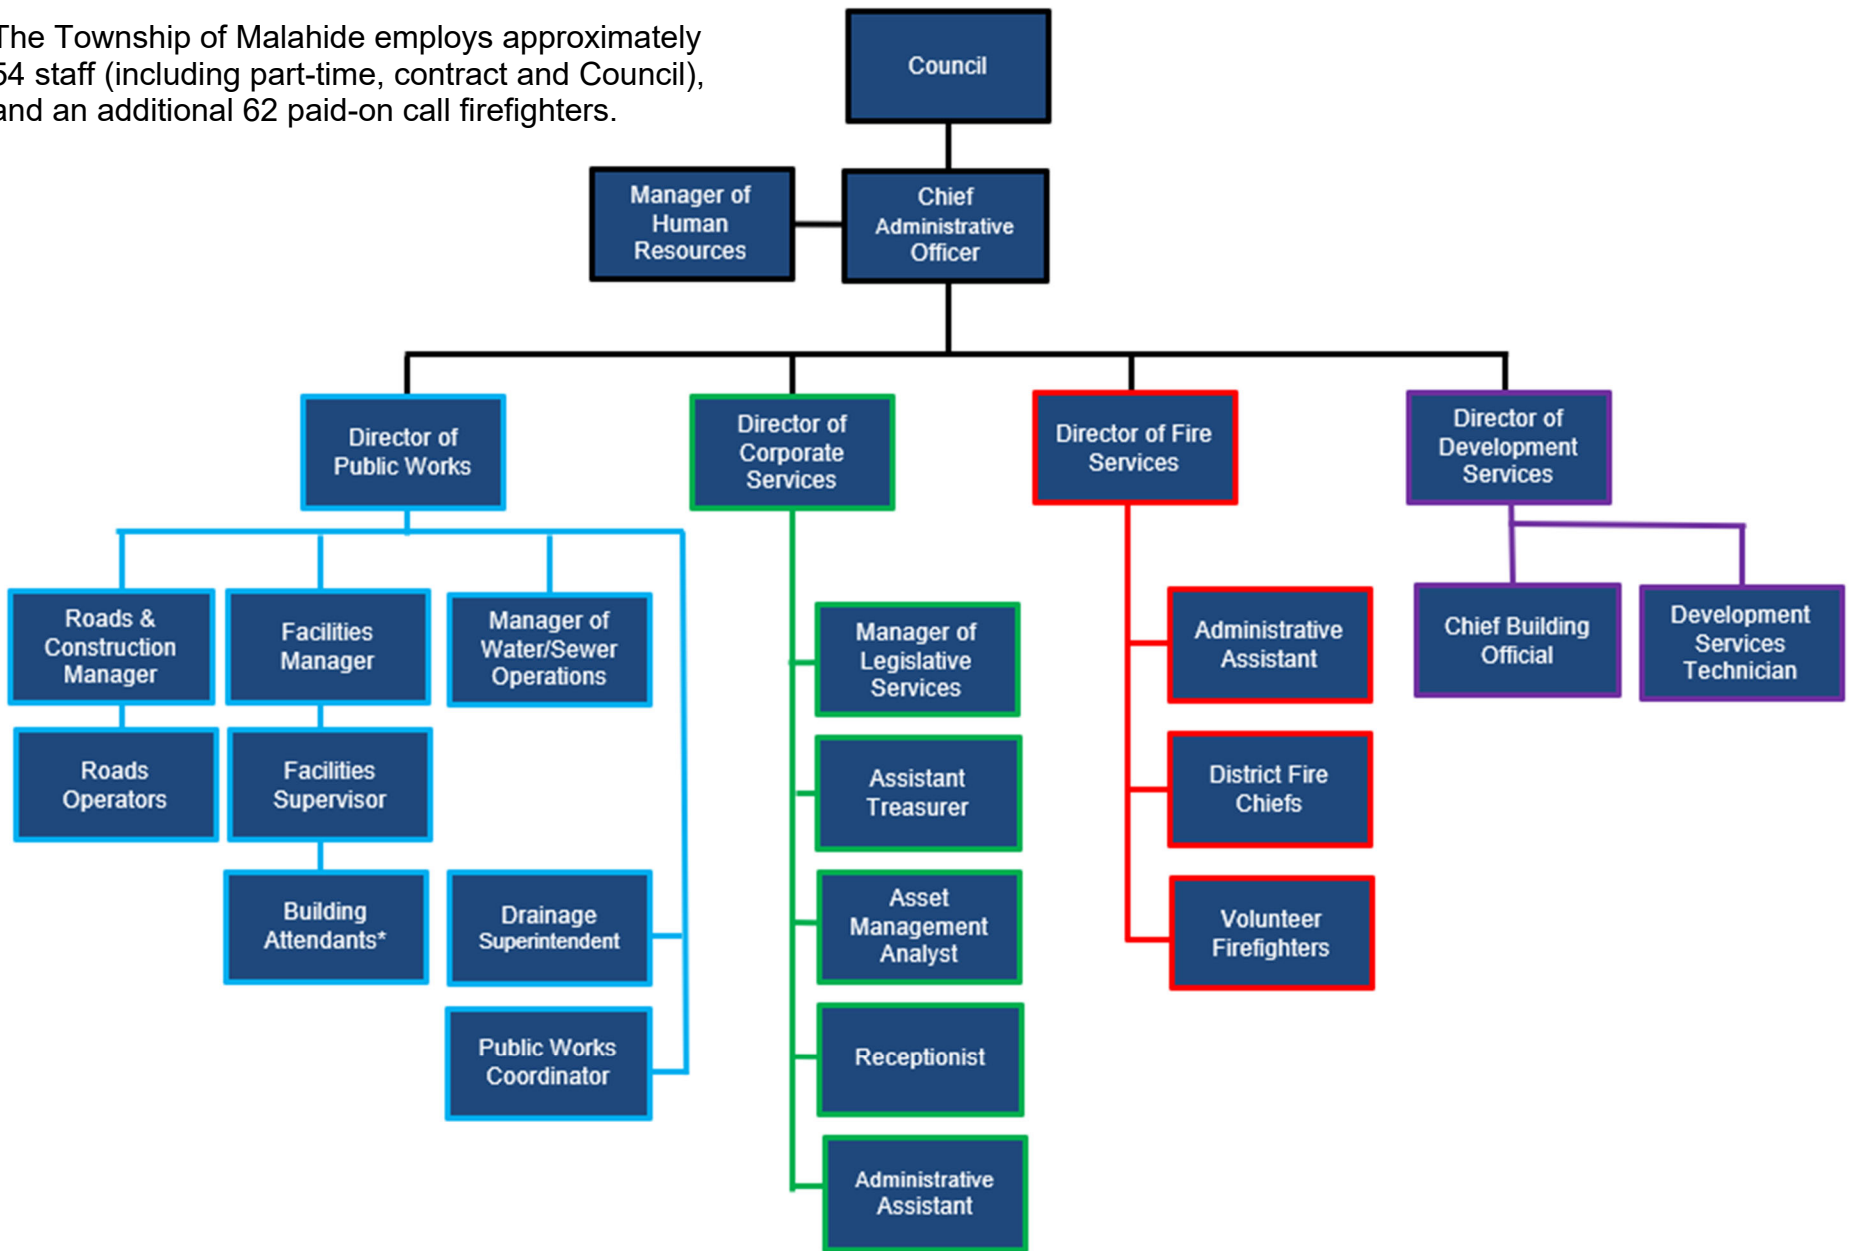 The Township of Malahide employs approximately
54 staff (including part-time, contract and Council),
and an additional 62 paid-on call firefighters.
Council
Manager of
Human
Resources
Chief
Administrative
Officer
Director of
Public Works
Director of
Corporate
Services
Director of Fire
Services
Director of
Development
Services
Roads &
Construction
Manager
Facilities
Manager
Manager of
Water/Sewer
Operations
Manager of
Legislative
Services
Administrative
Assistant
Chief Building
Official
Development
Services
Technician
Roads
Operators
Facilities
Supervisor
Assistant
Treasurer
District Fire
Chiefs
Building
Attendants*
Drainage
Superintendent
Asset
Management
Analyst
Volunteer
Firefighters
Public Works
Coordinator
Receptionist
Administrative
Assistant